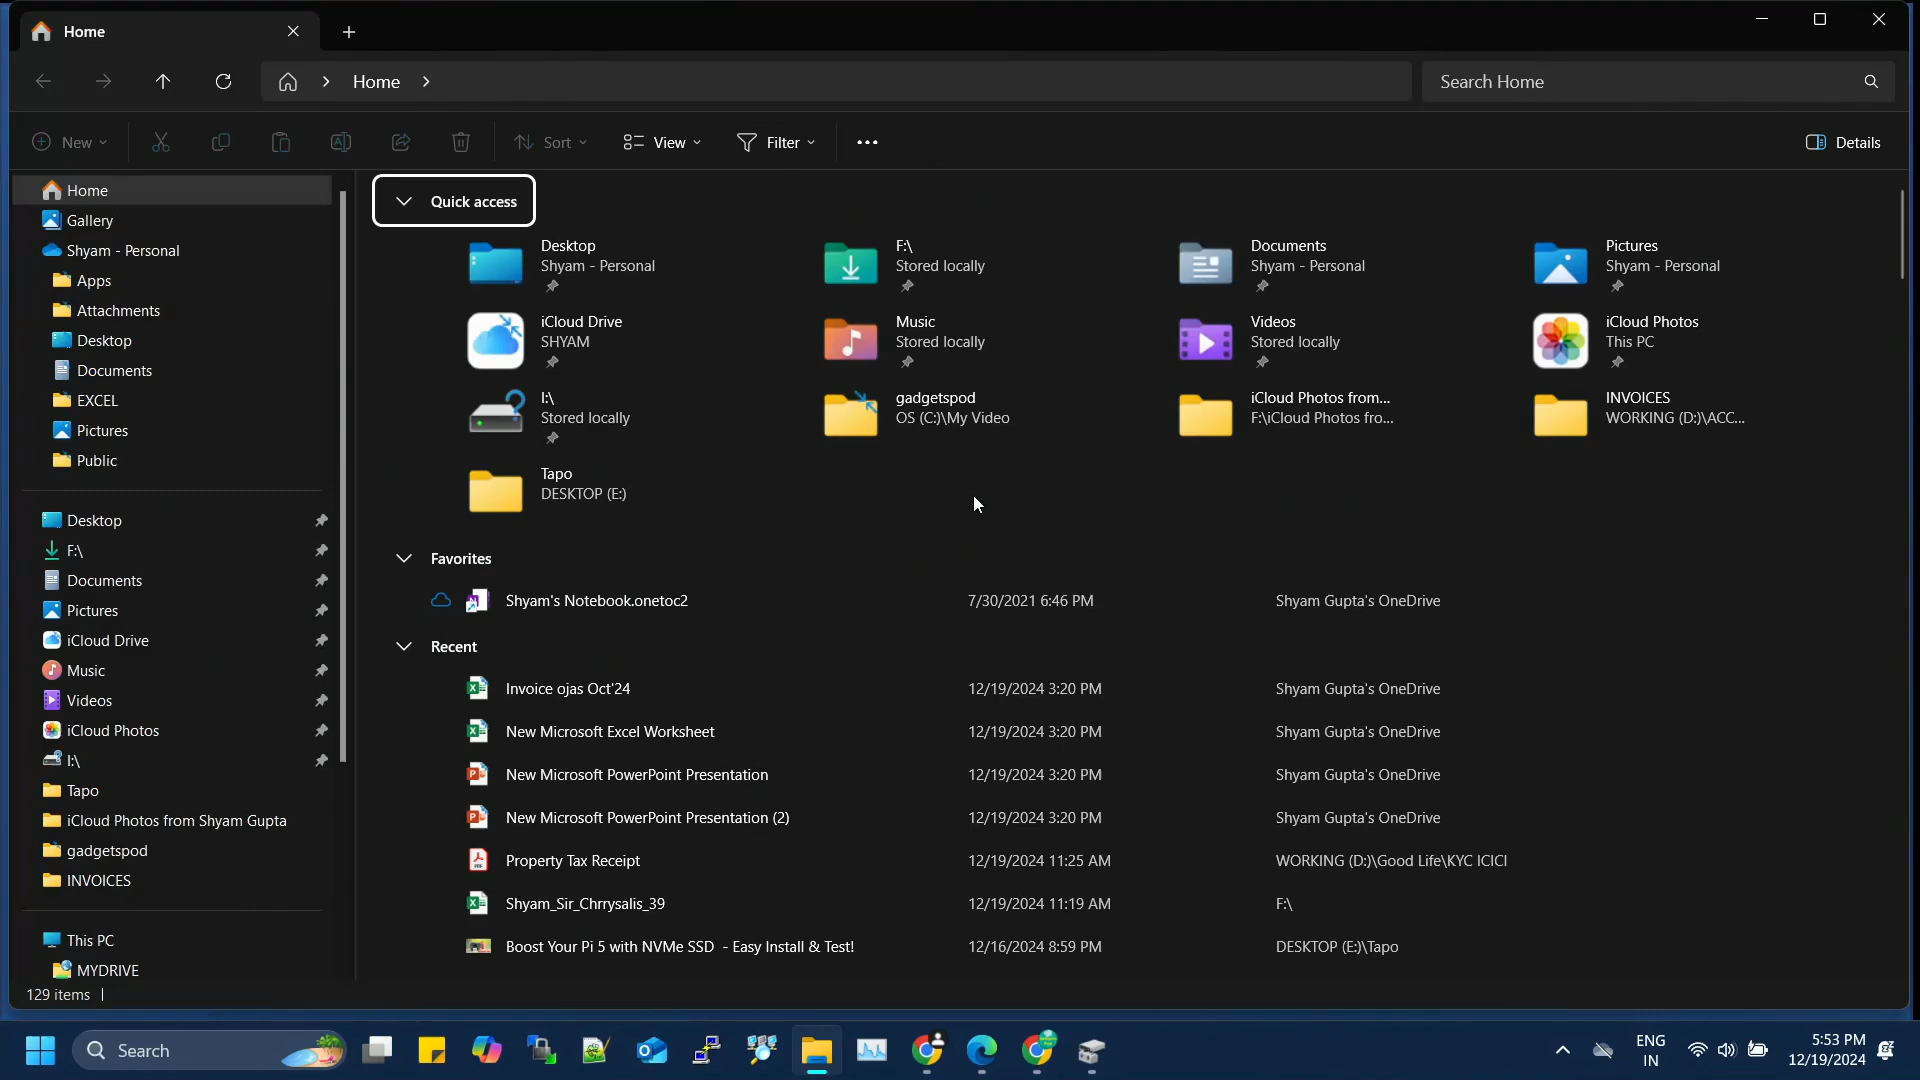 Home
Home
Search Home
New
Sort
View
Filter
Details
Home
Gallery
Shyam - Personal
Apps
Attachments
Desktop
Documents
EXCEL
Pictures
Public
Desktop
F:\
Documents
Pictures
iCloud Drive
Music
Videos
iCloud Photos
I:\
Tapo
iCloud Photos from Shyam Gupta
gadgetspod
INVOICES
This PC
MYDRIVE
129 items
Quick access
Desktop
Shyam - Personal
F:\
Stored locally
Documents
Shyam - Personal
Pictures
Shyam - Personal
iCloud Drive
SHYAM
Music
Stored locally
Videos
Stored locally
iCloud Photos
This PC
I:\
Stored locally
gadgetspod
OS (C:)\My Video
iCloud Photos from...
F:\iCloud Photos fro...
INVOICES
WORKING (D:)\ACC...
Tapo
DESKTOP (E:)
Favorites
Shyam's Notebook.onetoc2 7/30/2021 6:46 PM Shyam Gupta's OneDrive
Recent
Invoice ojas Oct'24 12/19/2024 3:20 PM Shyam Gupta's OneDrive
New Microsoft Excel Worksheet 12/19/2024 3:20 PM Shyam Gupta's OneDrive
New Microsoft PowerPoint Presentation 12/19/2024 3:20 PM Shyam Gupta's OneDrive
New Microsoft PowerPoint Presentation (2) 12/19/2024 3:20 PM Shyam Gupta's OneDrive
Property Tax Receipt 12/19/2024 11:25 AM WORKING (D:)\Good Life\KYC ICICI
Shyam_Sir_Chrrysalis_39 12/19/2024 11:19 AM F:\
Boost Your Pi 5 with NVMe SSD - Easy Install & Test! 12/16/2024 8:59 PM DESKTOP (E:)\Tapo
Search
ENG
IN
5:53 PM
12/19/2024